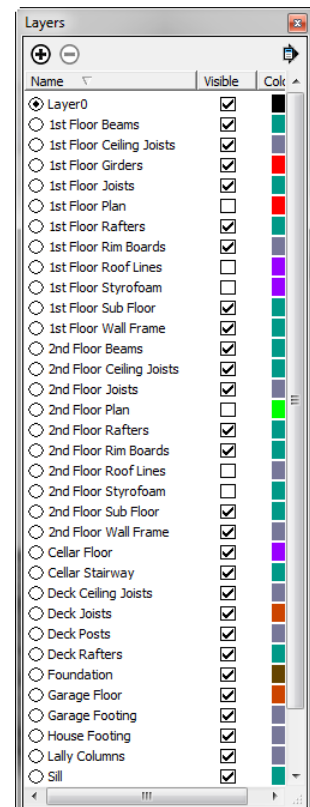 Layers
Name Visible Colo
Layer0
1st Floor Beams
1st Floor Ceiling Joists
1st Floor Girders
1st Floor Joists
1st Floor Plan
1st Floor Rafters
1st Floor Rim Boards
1st Floor Roof Lines
1st Floor Styrofoam
1st Floor Sub Floor
1st Floor Wall Frame
2nd Floor Beams
2nd Floor Ceiling Joists
2nd Floor Joists
2nd Floor Plan
2nd Floor Rafters
2nd Floor Rim Boards
2nd Floor Roof Lines
2nd Floor Styrofoam
2nd Floor Sub Floor
2nd Floor Wall Frame
Cellar Floor
Cellar Stairway
Deck Ceiling Joists
Deck Joists
Deck Posts
Deck Rafters
Foundation
Garage Floor
Garage Footing
House Footing
Lally Columns
Sill